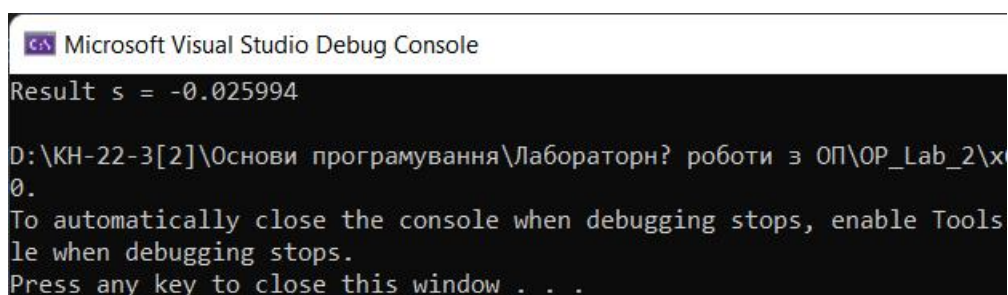 Microsoft Visual Studio Debug Console
Result s = -0.025994
D:\КН-22-3[2]\Основи програмування\Лабораторн? роботи з ОП\OP_Lab_2\x
0.
To automatically close the console when debugging stops, enable Tools
le when debugging stops.
Press any key to close this window . . .